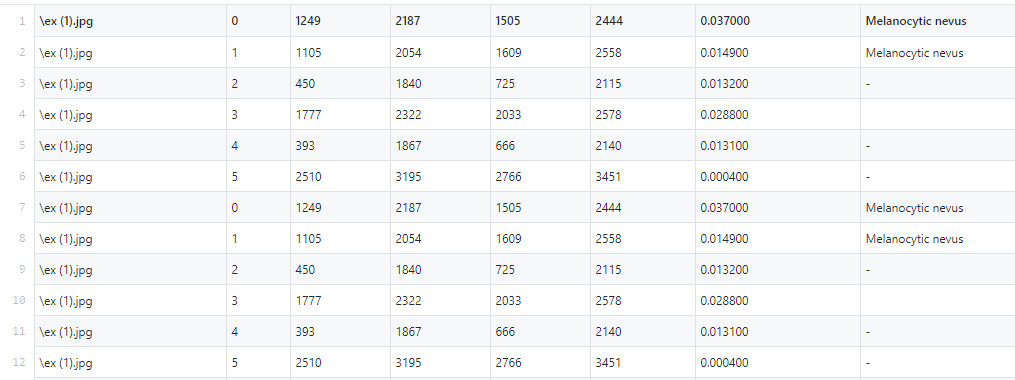 1 \ex (1).jpg 0 1249 2187 1505 2444 0.037000 Melanocytic nevus
2 \ex (1).jpg 1 1105 2054 1609 2558 0.014900 Melanocytic nevus
3 \ex (1).jpg 2 450 1840 725 2115 0.013200 -
4 \ex (1).jpg 3 1777 2322 2033 2578 0.028800
5 \ex (1).jpg 4 393 1867 666 2140 0.013100 -
6 \ex (1).jpg 5 2510 3195 2766 3451 0.000400 -
7 \ex (1).jpg 0 1249 2187 1505 2444 0.037000 Melanocytic nevus
8 \ex (1).jpg 1 1105 2054 1609 2558 0.014900 Melanocytic nevus
9 \ex (1).jpg 2 450 1840 725 2115 0.013200 -
10 \ex (1).jpg 3 1777 2322 2033 2578 0.028800
11 \ex (1).jpg 4 393 1867 666 2140 0.013100 -
12 \ex (1).jpg 5 2510 3195 2766 3451 0.000400 -